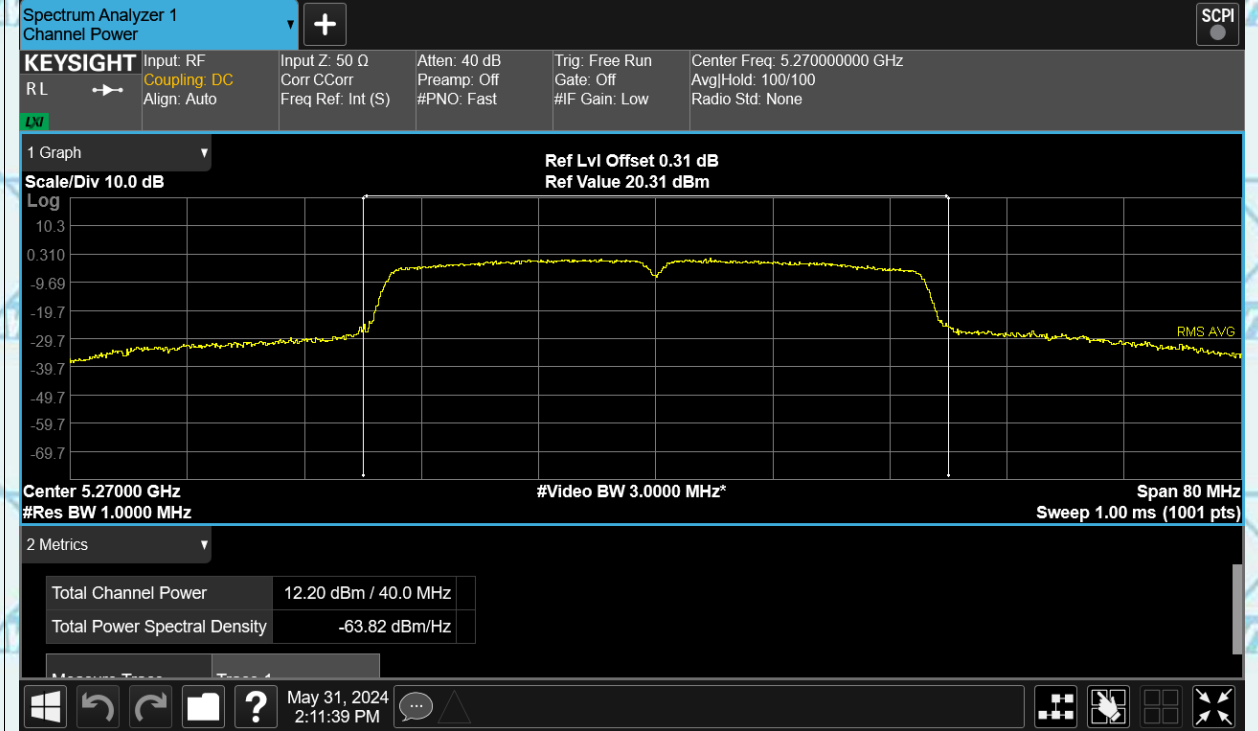 Spectrum Analyzer 1
Channel Power
SCPI
KEYSIGHT
R L
LXI
Input: RF
Coupling: DC
Align: Auto
Input Z: 50 Ω
Corr CCorr
Freq Ref: Int (S)
Atten: 40 dB
Preamp: Off
#PNO: Fast
Trig: Free Run
Gate: Off
#IF Gain: Low
Center Freq: 5.270000000 GHz
Avg|Hold: 100/100
Radio Std: None
1 Graph
Scale/Div 10.0 dB
Ref Lvl Offset 0.31 dB
Ref Value 20.31 dBm
Log
10.3
0.310
-9.69
-19.7
-29.7
-39.7
-49.7
-59.7
-69.7
RMS AVG
Center 5.27000 GHz
#Video BW 3.0000 MHz*
Span 80 MHz
#Res BW 1.0000 MHz
Sweep 1.00 ms (1001 pts)
2 Metrics
Total Channel Power 12.20 dBm / 40.0 MHz
Total Power Spectral Density -63.82 dBm/Hz
Measure Trace Trace 1
?
May 31, 2024
2:11:39 PM